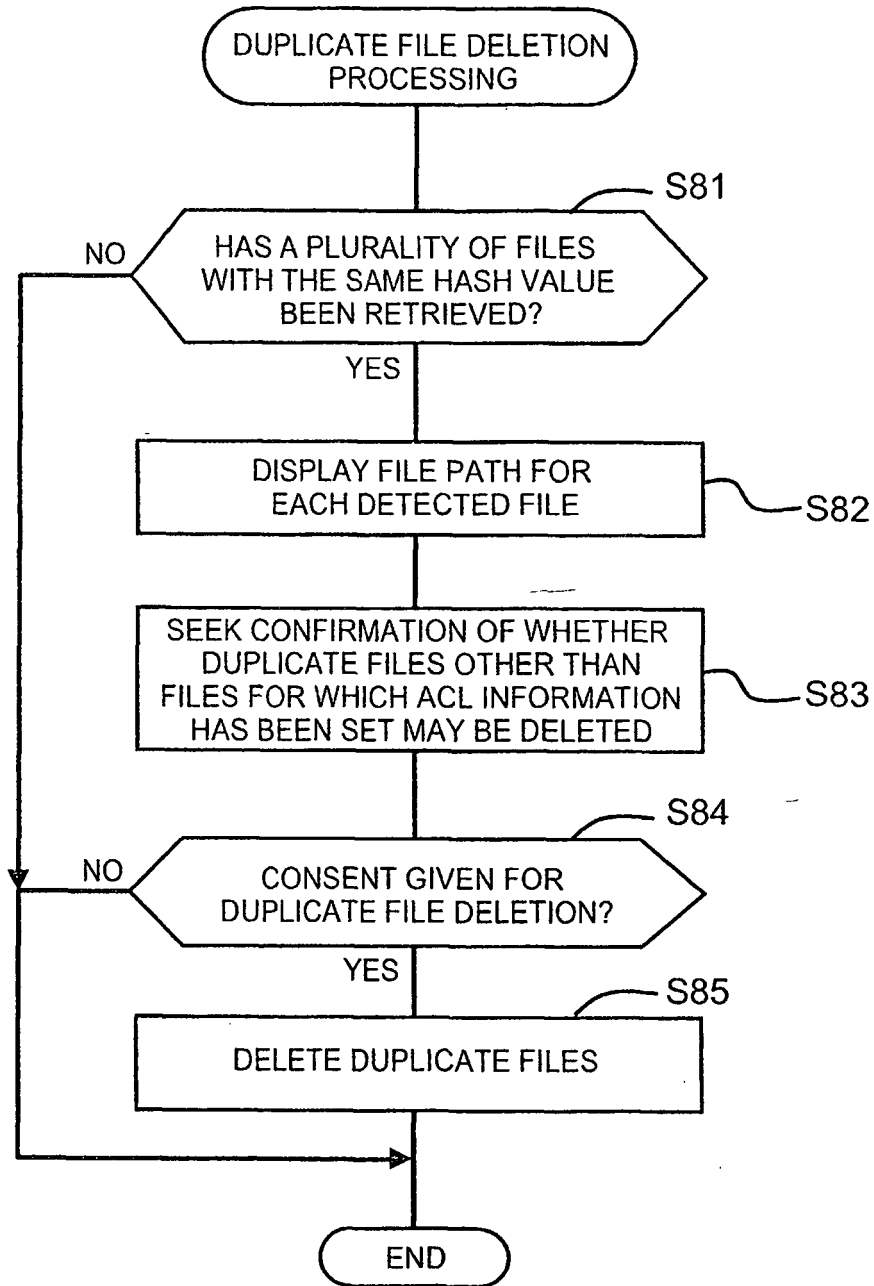 DUPLICATE FILE DELETION
PROCESSING
S81
NO
HAS A PLURALITY OF FILES
WITH THE SAME HASH VALUE
BEEN RETRIEVED?
YES
DISPLAY FILE PATH FOR
EACH DETECTED FILE
S82
SEEK CONFIRMATION OF WHETHER
DUPLICATE FILES OTHER THAN
FILES FOR WHICH ACL INFORMATION
HAS BEEN SET MAY BE DELETED
S83
S84
NO
CONSENT GIVEN FOR
DUPLICATE FILE DELETION?
YES
S85
DELETE DUPLICATE FILES
END